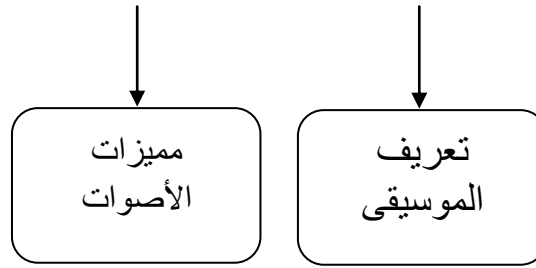 تعريف
الموسيقى
مميزات
الأصوات